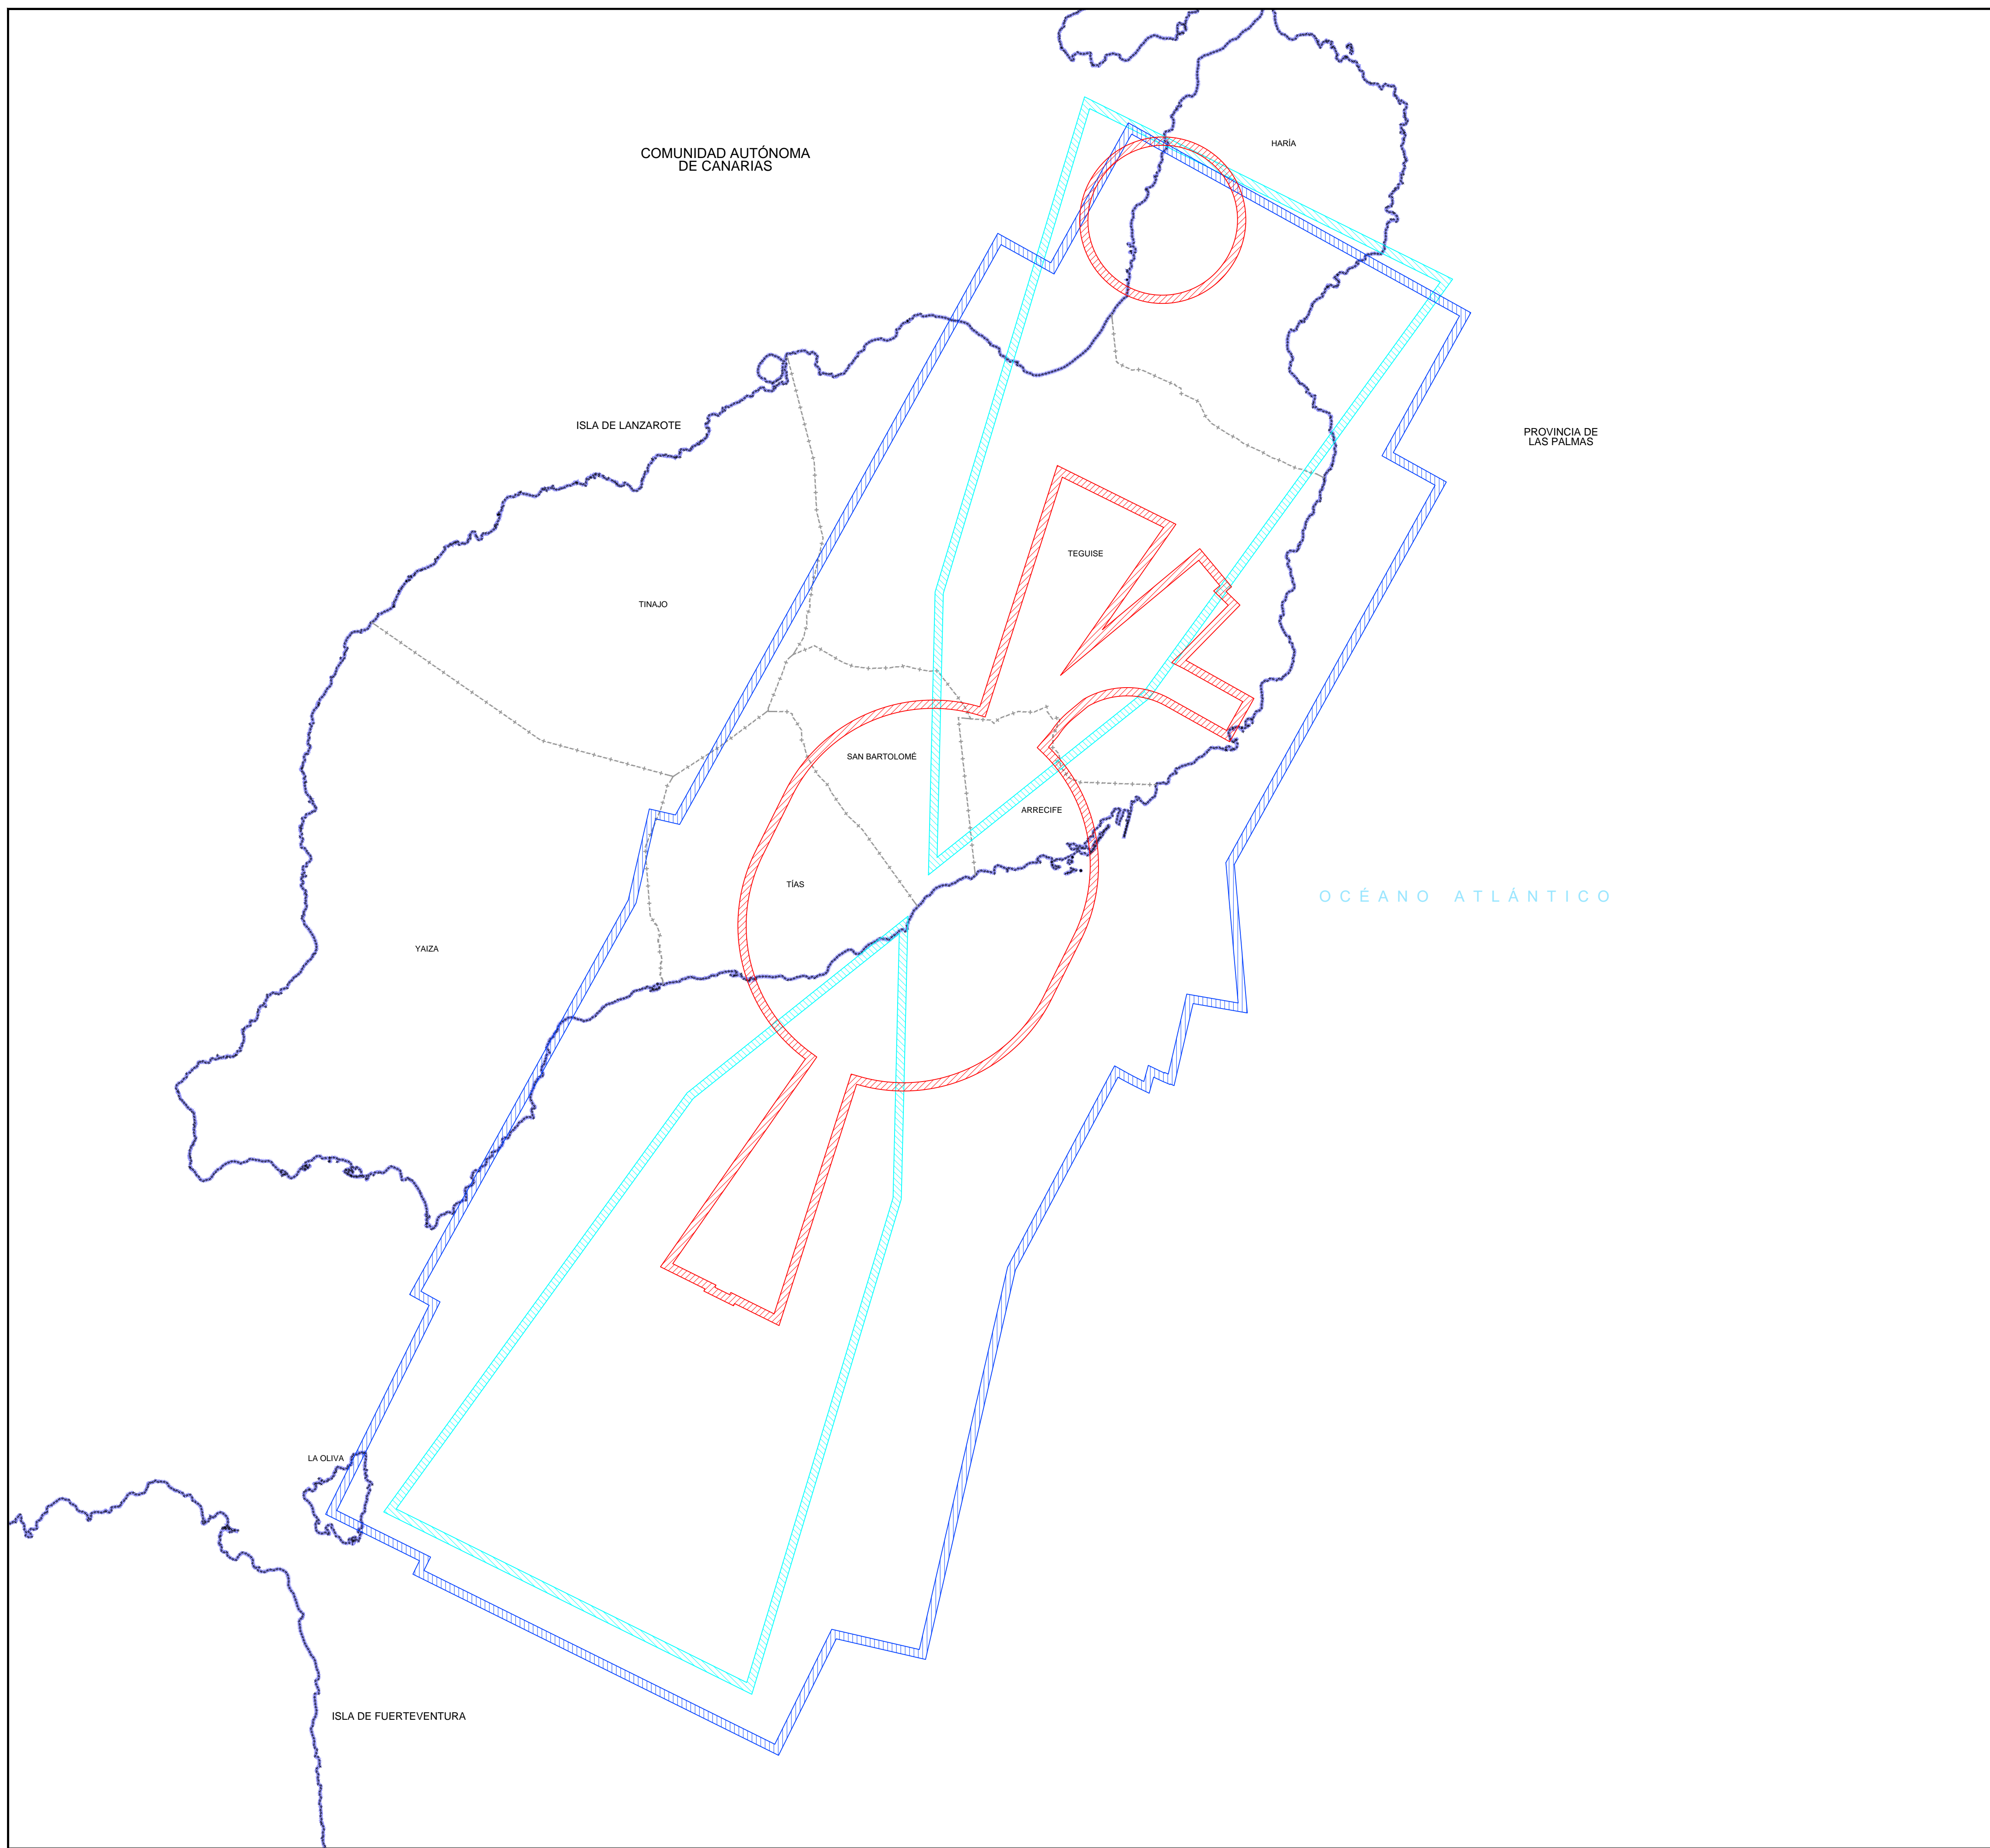 COMUNIDAD AUTÓNOMA
DE CANARIAS
HARÍA
ISLA DE LANZAROTE
PROVINCIA DE
LAS PALMAS
TEGUISE
TINAJO
SAN BARTOLOMÉ
ARRECIFE
TÍAS
OCÉANO ATLÁNTICO
YAIZA
LA OLIVA
ISLA DE FUERTEVENTURA